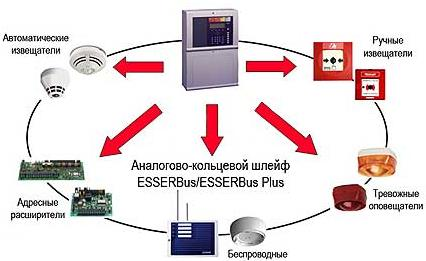 Автоматические
извещатели
Ручные
извещатели
Аналогово-кольцевой шлейф
ESSERBus/ESSERBus Plus
Адресные
расширители
Тревожные
оповещатели
Беспроводные